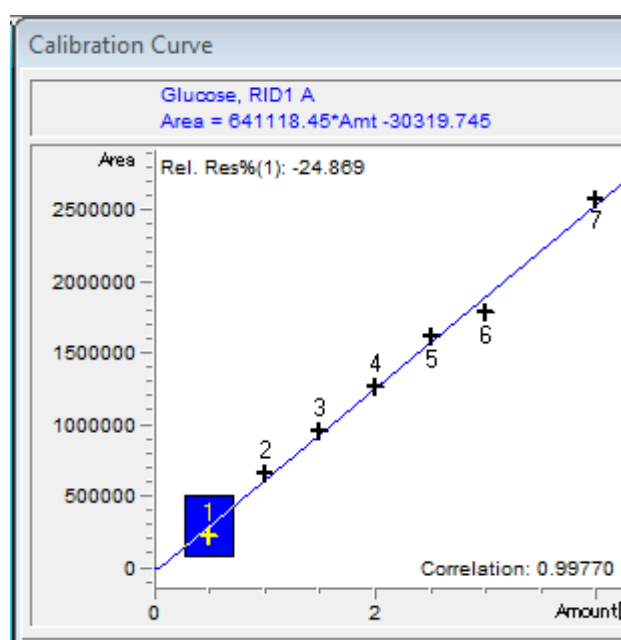 Calibration Curve
Glucose, RID1 A
Area = 641118.45*Amt -30319.745
Area
Rel. Res%(1): -24.869
2500000
2000000
1500000
1000000
500000
0
1
2
3
4
5
6
7
Correlation: 0.99770
0
2
Amount[